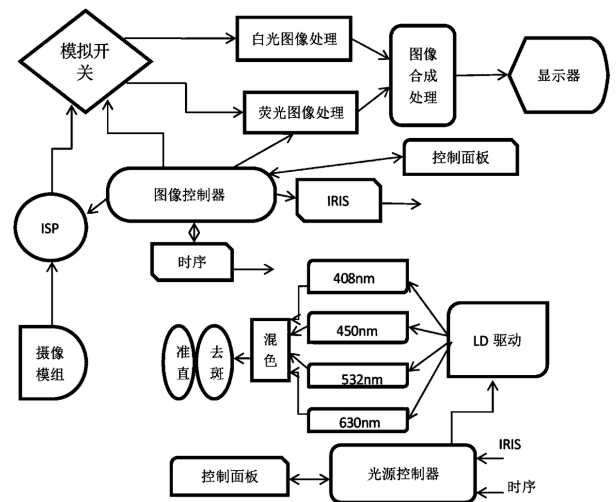 模拟开
关
白光图像处理
荧光图像处理
图像
合成
处理
显示器
控制面板
图像控制器
IRIS
ISP
时序
摄像
模组
408nm
450nm
532nm
630nm
混
色
去
斑
准
直
LD 驱动
光源控制器
控制面板
IRIS
时序